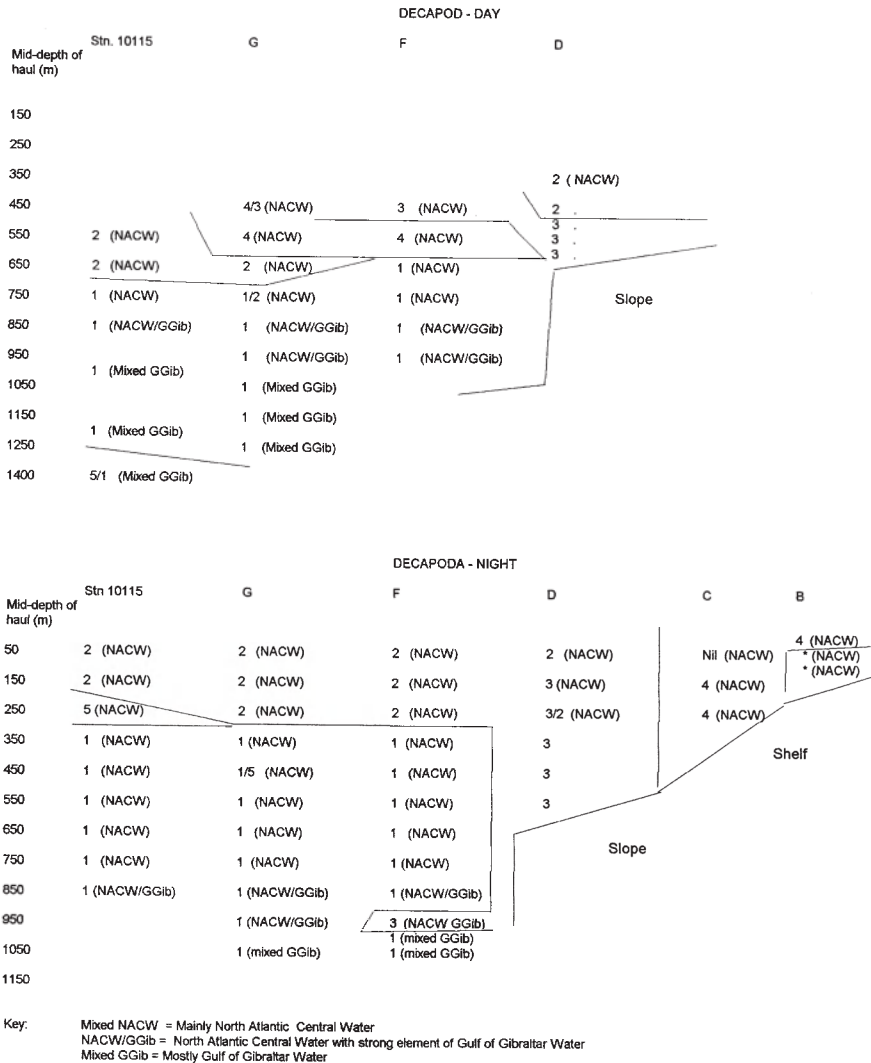 DECAPOD - DAY
Stn. 10115 G F D
Mid-depth of
haul (m)
150
250
350 2 ( NACW)
450 4/3 (NACW) 3 (NACW) 2 .
3 .
550 2 (NACW) 4 (NACW) 4 (NACW) 3 .
3 .
650 2 (NACW) 2 (NACW) 1 (NACW)
750 1 (NACW) 1/2 (NACW) 1 (NACW) Slope
850 1 (NACW/GGib) 1 (NACW/GGib) 1 (NACW/GGib)
950 1 (NACW/GGib) 1 (NACW/GGib)
1 (Mixed GGib)
1050 1 (Mixed GGib)
1150 1 (Mixed GGib)
1 (Mixed GGib)
1250 1 (Mixed GGib)
1400 5/1 (Mixed GGib)
DECAPODA - NIGHT
Stn 10115 G F D C B
Mid-depth of
haul (m)
4 (NACW)
50 2 (NACW) 2 (NACW) 2 (NACW) 2 (NACW) Nil (NACW) * (NACW)
* (NACW)
150 2 (NACW) 2 (NACW) 2 (NACW) 3 (NACW) 4 (NACW)
250 5 (NACW) 2 (NACW) 2 (NACW) 3/2 (NACW) 4 (NACW)
350 1 (NACW) 1 (NACW) 1 (NACW) 3
Shelf
450 1 (NACW) 1/5 (NACW) 1 (NACW) 3
550 1 (NACW) 1 (NACW) 1 (NACW) 3
650 1 (NACW) 1 (NACW) 1 (NACW)
Slope
750 1 (NACW) 1 (NACW) 1 (NACW)
850 1 (NACW/GGib) 1 (NACW/GGib) 1 (NACW/GGib)
950 1 (NACW/GGib) 3 (NACW GGib)
1 (mixed GGib)
1050 1 (mixed GGib) 1 (mixed GGib)
1150
Key: Mixed NACW = Mainly North Atlantic Central Water
NACW/GGib = North Atlantic Central Water with strong element of Gulf of Gibraltar Water
Mixed GGib = Mostly Gulf of Gibraltar Water